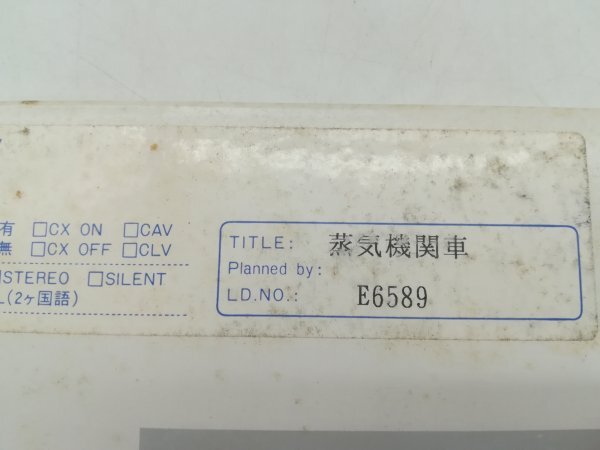 有 □CX ON □CAV
無 □CX OFF □CLV
STEREO □SILENT
(2ヶ国語)
TITLE: 蒸気機関車
Planned by:
LD.NO.: E6589